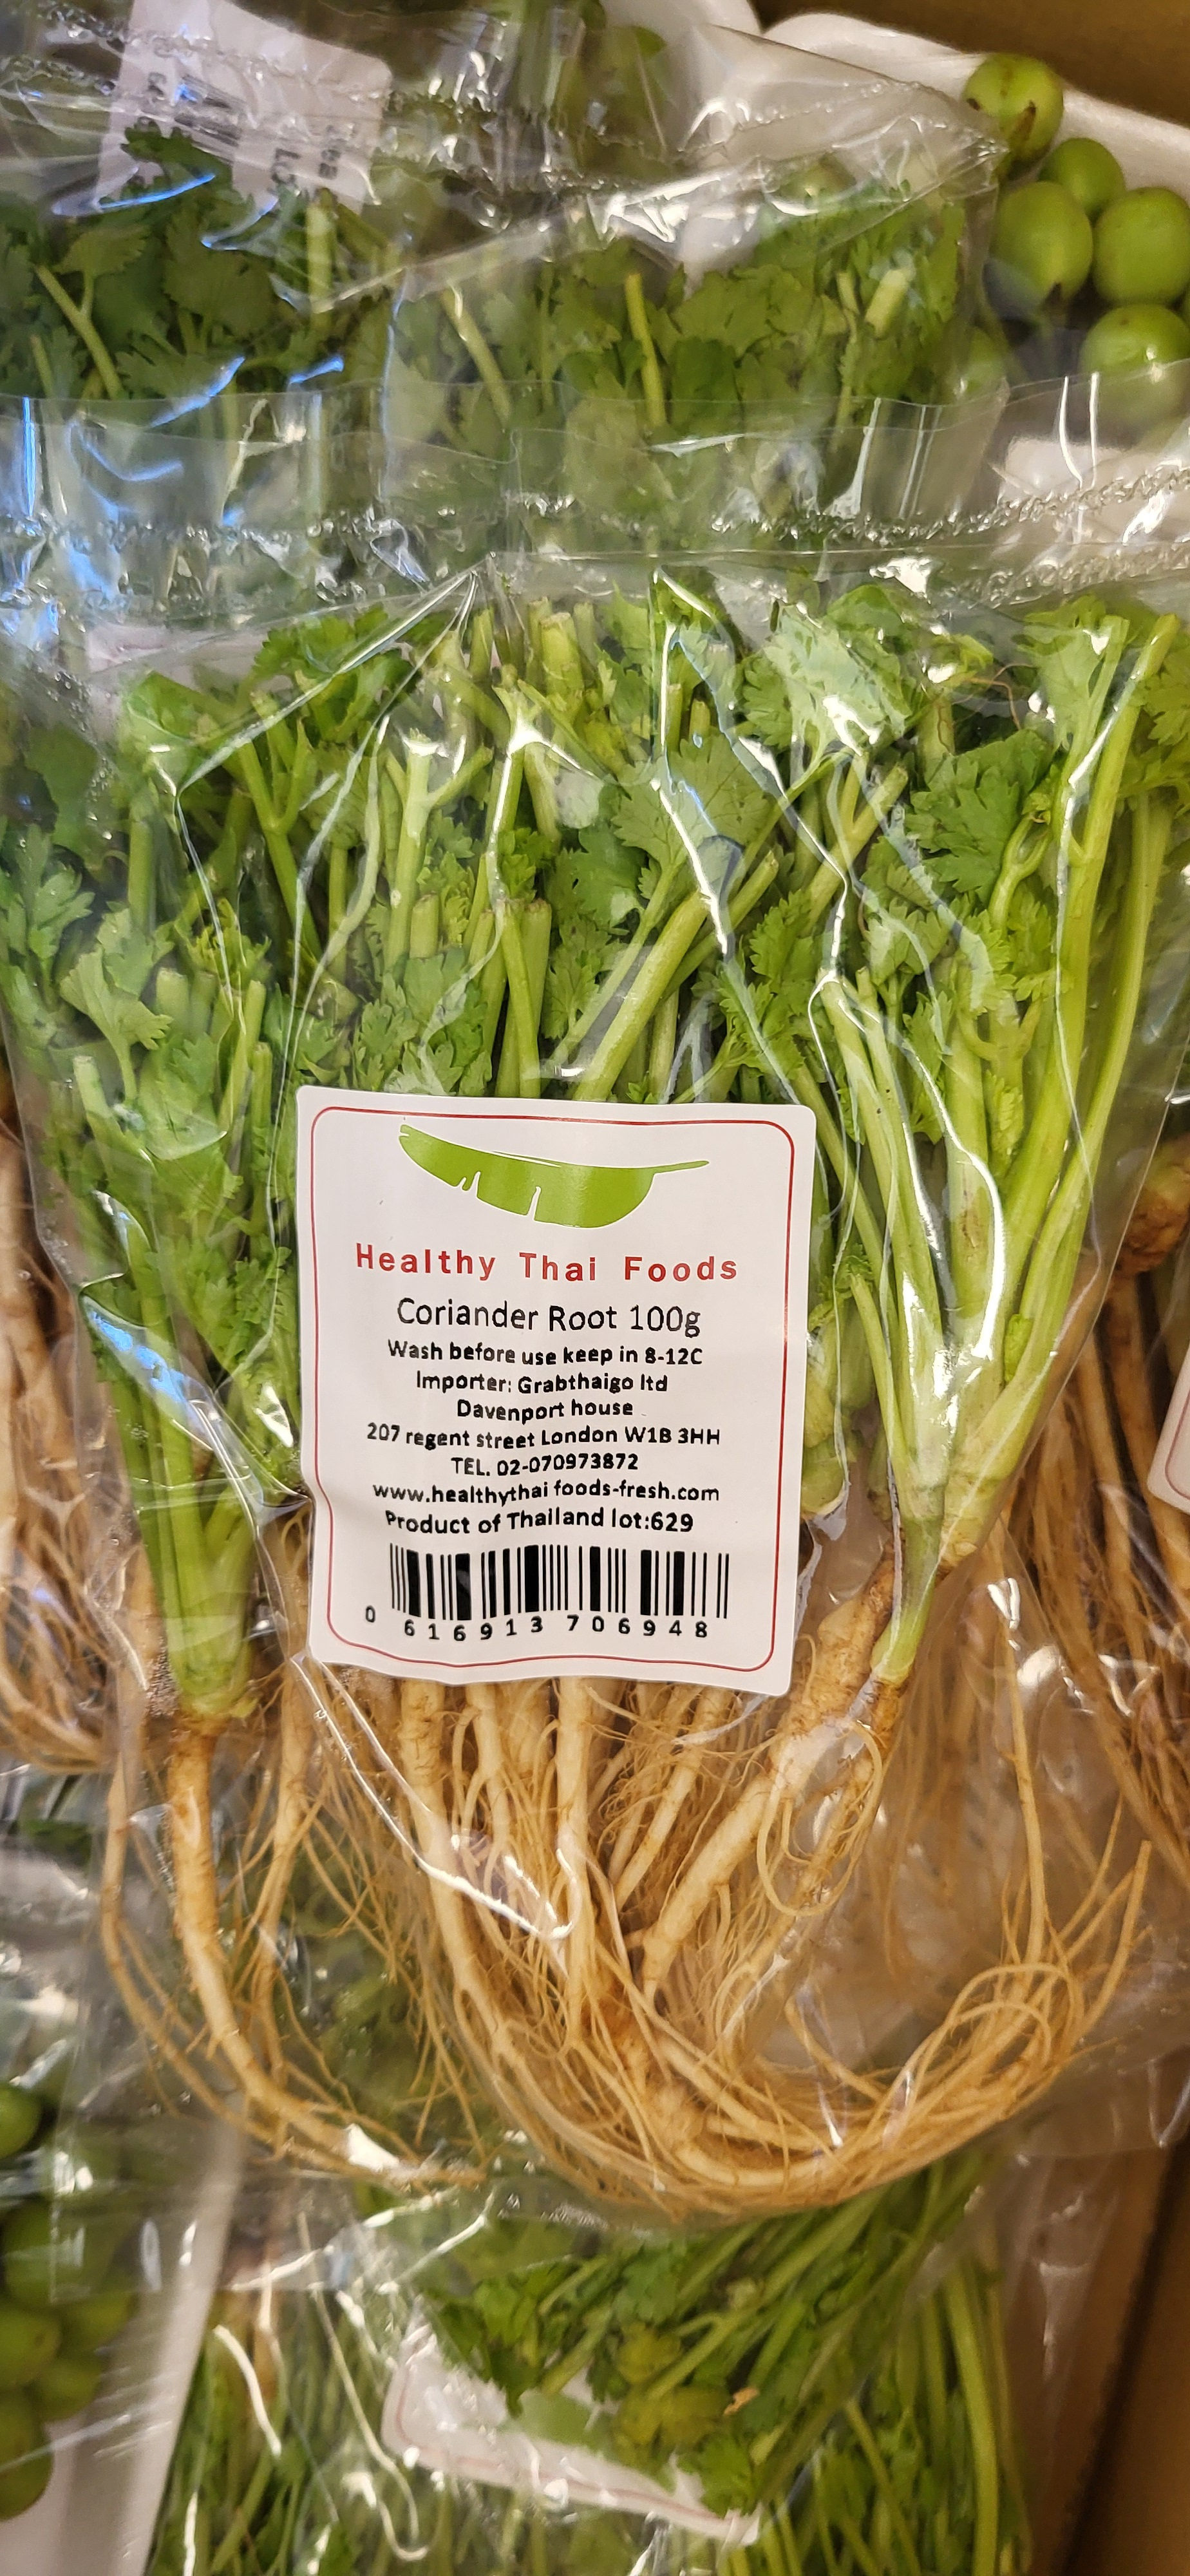 Healthy Thai Foods
Coriander Root 100g
Wash before use keep in 8-12C
Importer: Grabthaigo ltd
Davenport house
207 regent street London W1B 3HH
TEL. 02-070973872
www.healthythai foods-fresh.com
Product of Thailand lot:629
0 616913 706948